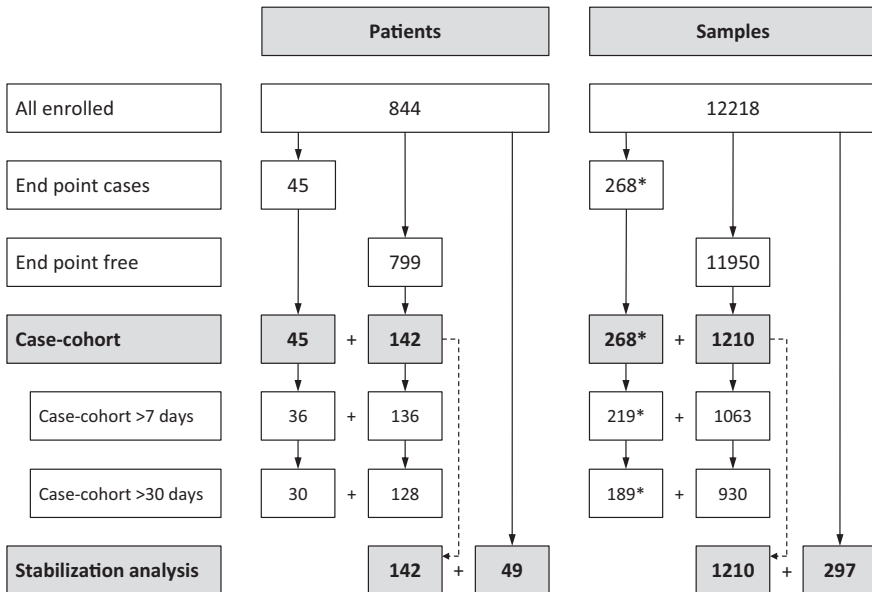 Patients Samples
All enrolled 844 12218
End point cases 45 268*
End point free 799 11950
Case-cohort 45 + 142 268* + 1210
Case-cohort >7 days 36 + 136 219* + 1063
Case-cohort >30 days 30 + 128 189* + 930
Stabilization analysis 142 + 49 1210 + 297